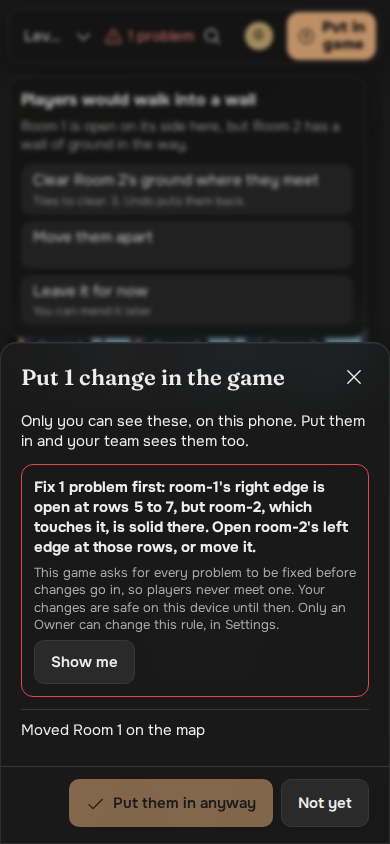 Lev...
1 problem
Put in
game
Players would walk into a wall
Room 1 is open on its side here, but Room 2 has a
wall of ground in the way.
Clear Room 2's ground where they meet
Tiles to clear: 3. Undo puts them back.
Move them apart
Leave it for now
You can mend it later
Put 1 change in the game
Only you can see these, on this phone. Put them
in and your team sees them too.
Fix 1 problem first: room-1's right edge is
open at rows 5 to 7, but room-2, which
touches it, is solid there. Open room-2's left
edge at those rows, or move it.
This game asks for every problem to be fixed before
changes go in, so players never meet one. Your
changes are safe on this device until then. Only an
Owner can change this rule, in Settings.
Show me
Moved Room 1 on the map
Put them in anyway
Not yet